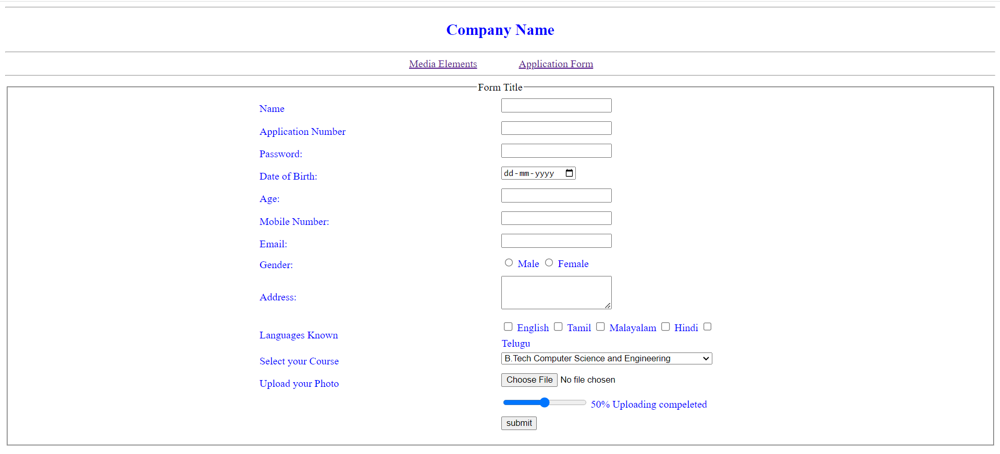 Company Name
Media Elements Application Form
Form Title
Name
Application Number
Password:
Date of Birth: dd-mm-yyyy
Age:
Mobile Number:
Email:
Gender: Male Female
Address:
Languages Known English Tamil Malayalam Hindi
Telugu
Select your Course B.Tech Computer Science and Engineering
Upload your Photo Choose File No file chosen
50% Uploading compeleted
submit